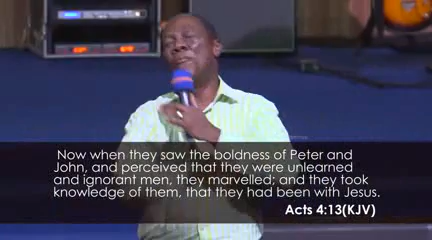 Now when they saw the boldness of Peter and
John, and perceived that they were unlearned
and ignorant men, they marvelled; and they took
knowledge of them, that they had been with Jesus.
Acts 4:13(KJV)